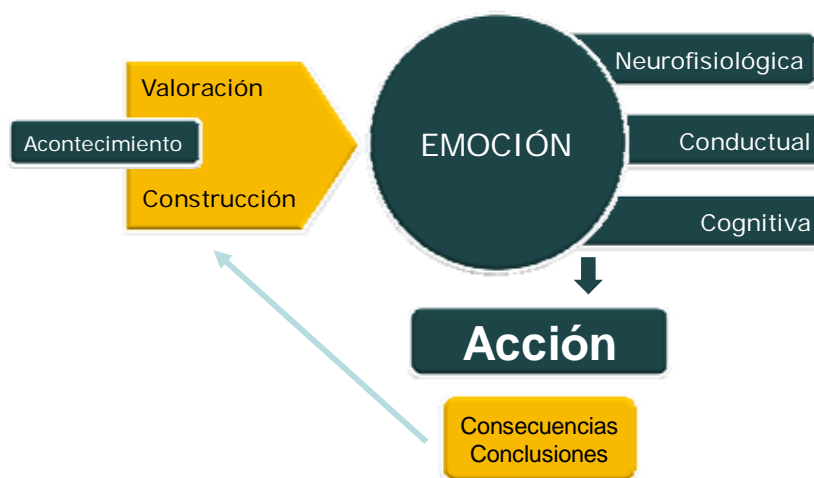 Valoración
Acontecimiento
Construcción
EMOCIÓN
Neurofisiológica
Conductual
Cognitiva
Acción
Consecuencias
Conclusiones